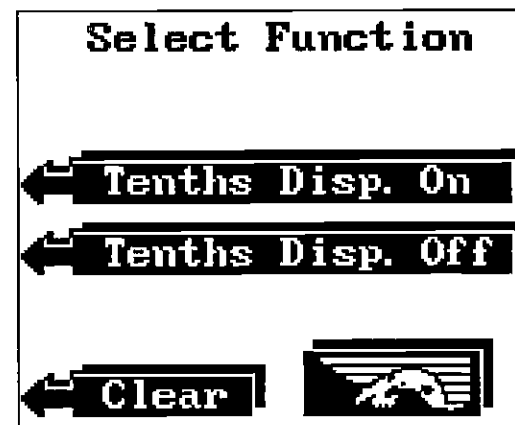 Select Function
Tenths Disp. On
Tenths Disp. Off
Clear